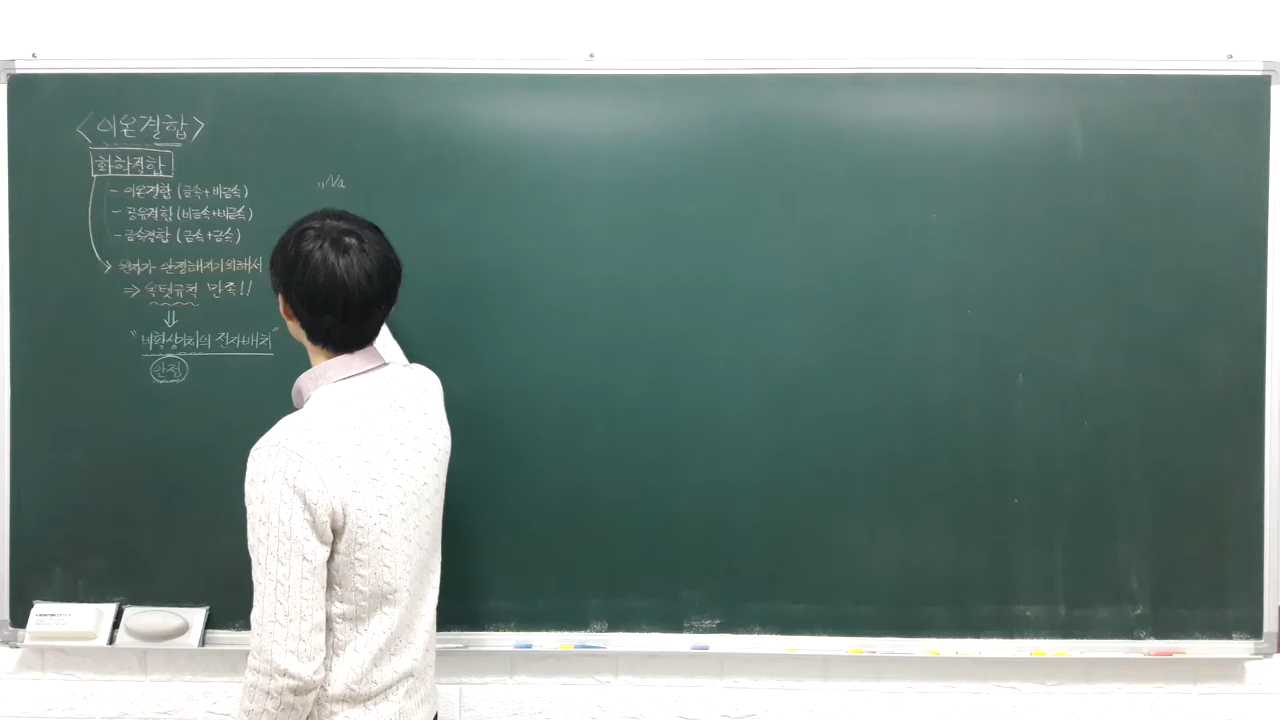 <이온결합>
화학결합
- 이온결합 (금속+비금속)
- 공유결합 (비금속+비금속)
- 금속결합 (금속+금속)
> 원자가 안정해지기위해서
⇒ 옥텟규칙 만족!!
⇓
"비활성기체의 전자배치"
안정
₁₁Na